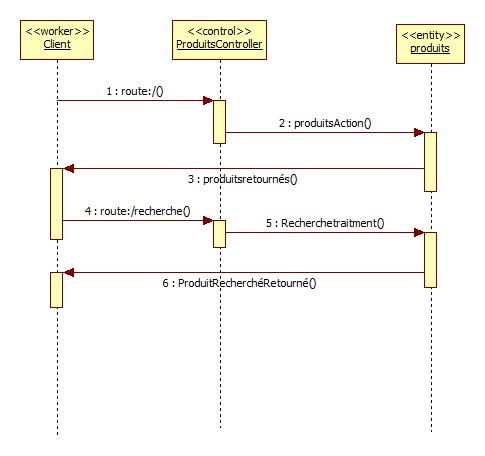 <<worker>>
Client
<<control>>
ProduitsController
<<entity>>
produits
1 : route:/()
2 : produitsAction()
3 : produitsretournés()
4 : route:/recherche()
5 : Recherchetraitment()
6 : ProduitRecherchéRetourné()